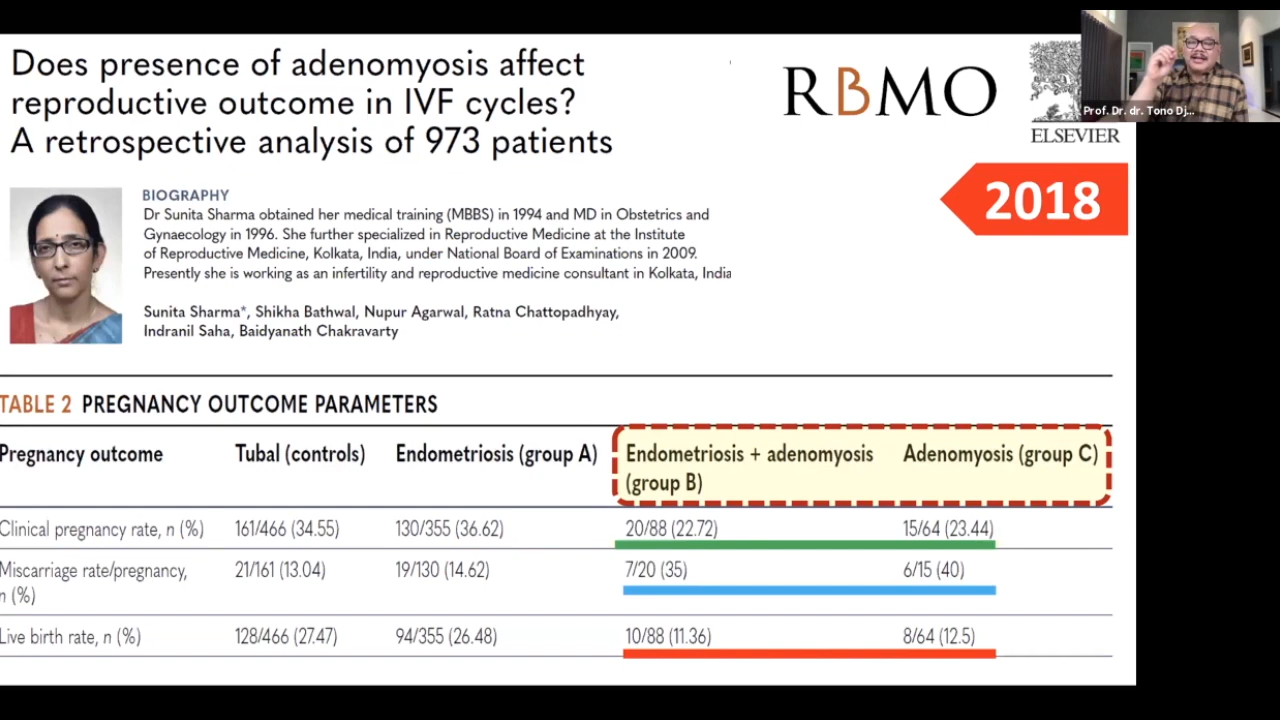 Does presence of adenomyosis affect
reproductive outcome in IVF cycles?
A retrospective analysis of 973 patients
RBMO
ELSEVIER
Prof. Dr. dr. Tono Dj...
2018
BIOGRAPHY
Dr Sunita Sharma obtained her medical training (MBBS) in 1994 and MD in Obstetrics and
Gynaecology in 1996. She further specialized in Reproductive Medicine at the Institute
of Reproductive Medicine, Kolkata, India, under National Board of Examinations in 2009.
Presently she is working as an infertility and reproductive medicine consultant in Kolkata, India
Sunita Sharma*, Shikha Bathwal, Nupur Agarwal, Ratna Chattopadhyay,
Indranil Saha, Baidyanath Chakravarty
TABLE 2 PREGNANCY OUTCOME PARAMETERS
Pregnancy outcome Tubal (controls) Endometriosis (group A) Endometriosis + adenomyosis Adenomyosis (group C)
(group B)
Clinical pregnancy rate, n (%) 161/466 (34.55) 130/355 (36.62) 20/88 (22.72) 15/64 (23.44)
Miscarriage rate/pregnancy, 21/161 (13.04) 19/130 (14.62) 7/20 (35) 6/15 (40)
n (%)
Live birth rate, n (%) 128/466 (27.47) 94/355 (26.48) 10/88 (11.36) 8/64 (12.5)